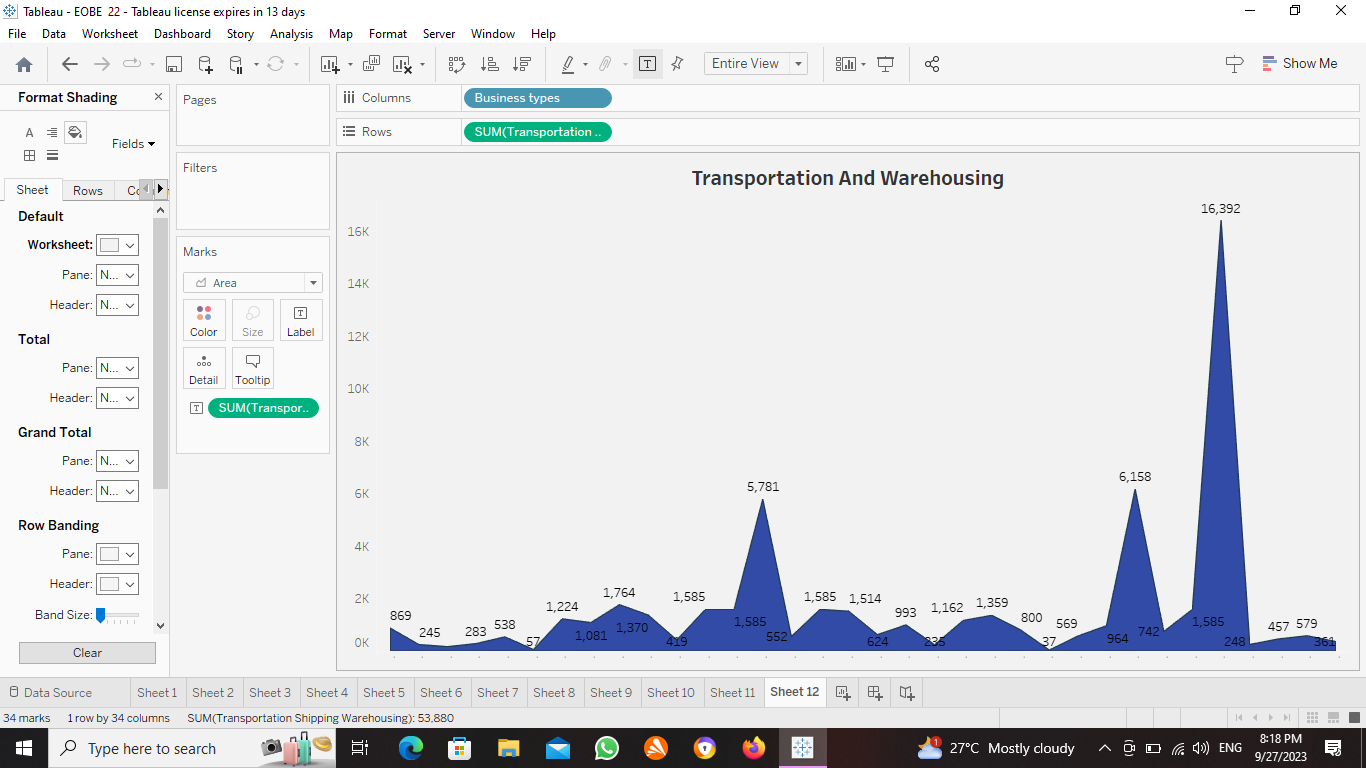 Tableau - EOBE 22 - Tableau license expires in 13 days
File Data Worksheet Dashboard Story Analysis Map Format Server Window Help
Entire View
Show Me
Format Shading
Fields
Sheet Rows
Default
Worksheet:
Pane: N...
Header: N...
Total
Pane: N...
Header: N...
Grand Total
Pane: N...
Header: N...
Row Banding
Pane:
Header:
Band Size:
Clear
Pages
Filters
Marks
Area
Color Size Label
Detail Tooltip
SUM(Transpor..
Columns Business types
Rows SUM(Transportation ..
Transportation And Warehousing
16K
14K
12K
10K
8K
6K
4K
2K
0K
869
245
283
538
57
1,224
1,081
1,764
1,370
419
1,585
1,585
5,781
552
1,585
1,514
624
993
235
1,162
1,359
800
37
569
964
6,158
742
1,585
16,392
248
457
579
361
Data Source Sheet 1 Sheet 2 Sheet 3 Sheet 4 Sheet 5 Sheet 6 Sheet 7 Sheet 8 Sheet 9 Sheet 10 Sheet 11 Sheet 12
34 marks 1 row by 34 columns SUM(Transportation Shipping Warehousing): 53,880
Type here to search
1
27°C Mostly cloudy
ENG
8:18 PM
9/27/2023